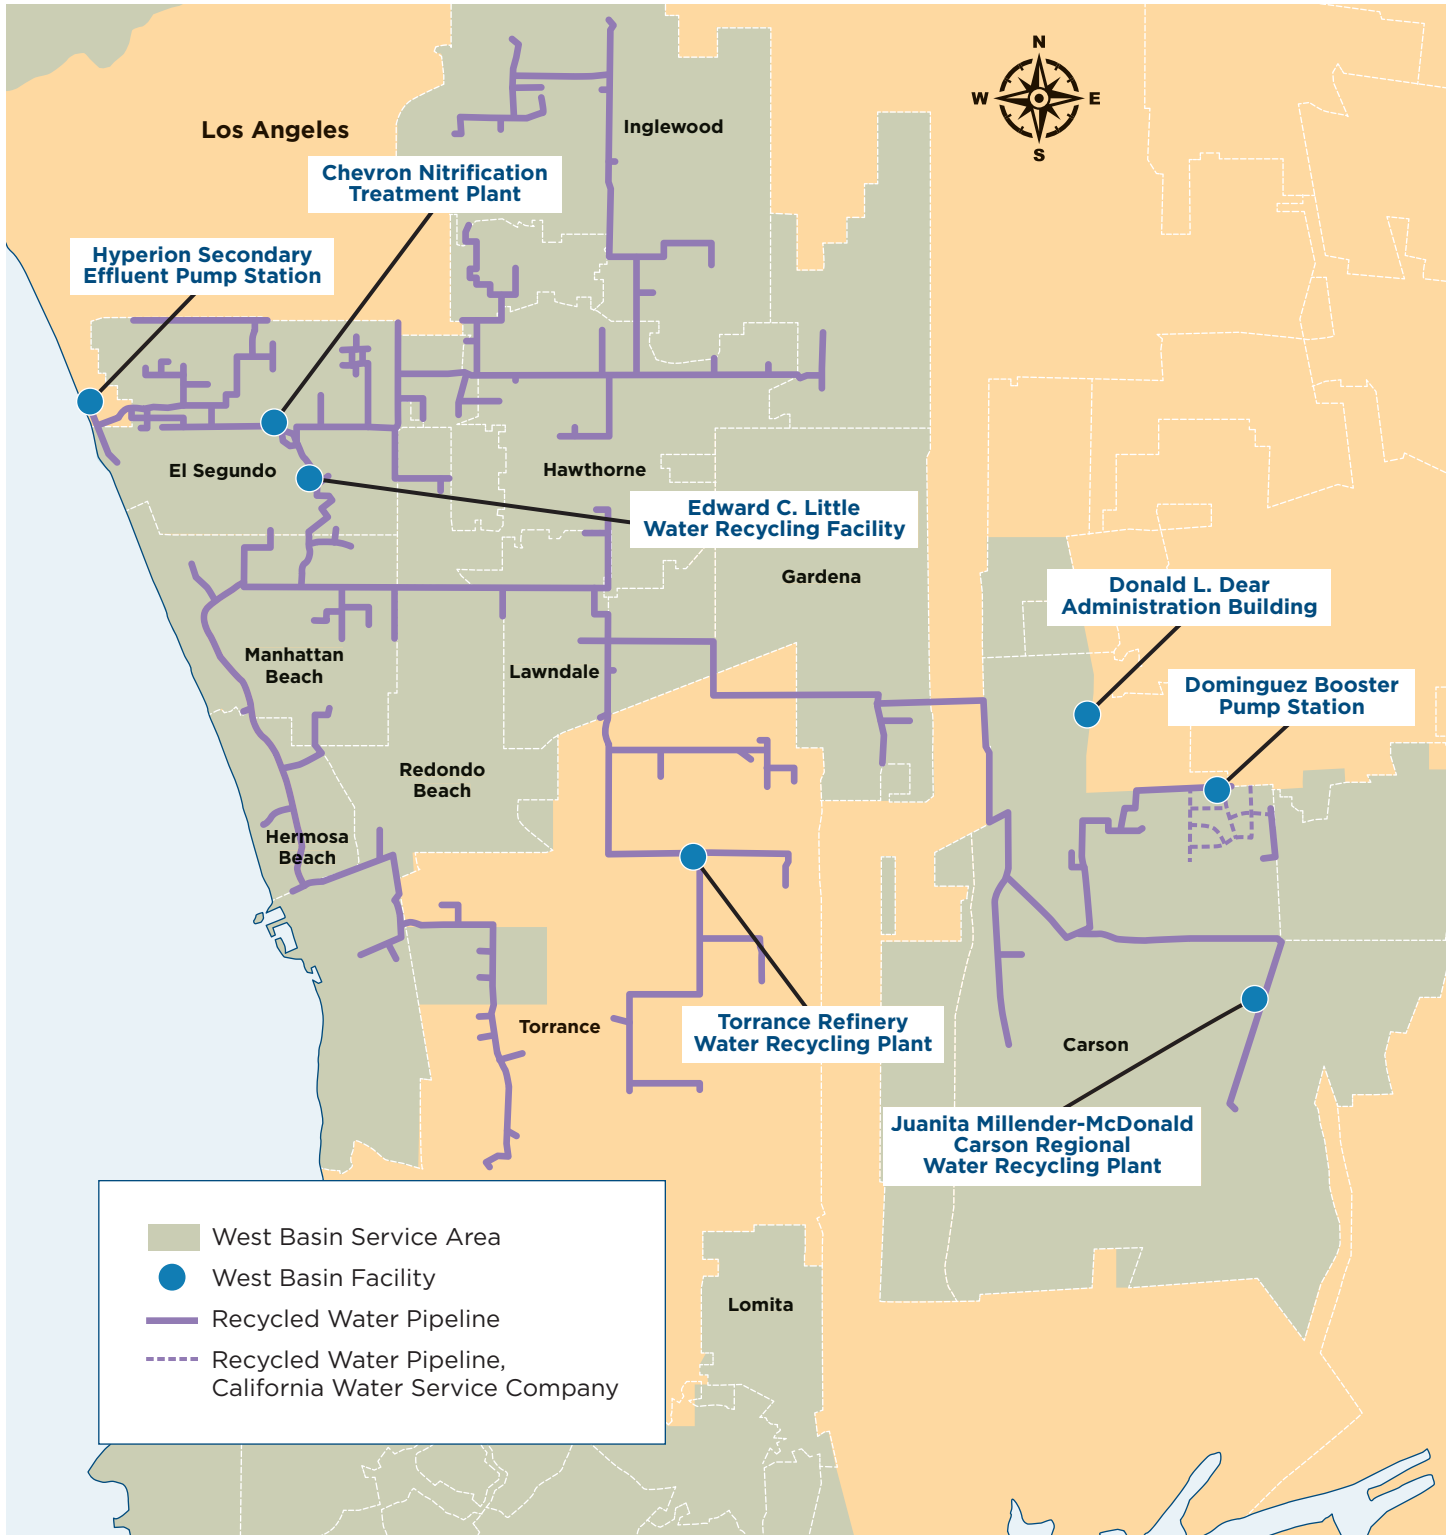 N
W
E
S
Los Angeles
Inglewood
Chevron Nitrification
Treatment Plant
Hyperion Secondary
Effluent Pump Station
El Segundo
Hawthorne
Edward C. Little
Water Recycling Facility
Gardena
Donald L. Dear
Administration Building
Manhattan
Beach
Lawndale
Dominguez Booster
Pump Station
Redondo
Beach
Hermosa
Beach
Torrance
Torrance Refinery
Water Recycling Plant
Carson
Juanita Millender-McDonald
Carson Regional
Water Recycling Plant
Lomita
West Basin Service Area
West Basin Facility
Recycled Water Pipeline
Recycled Water Pipeline,
California Water Service Company